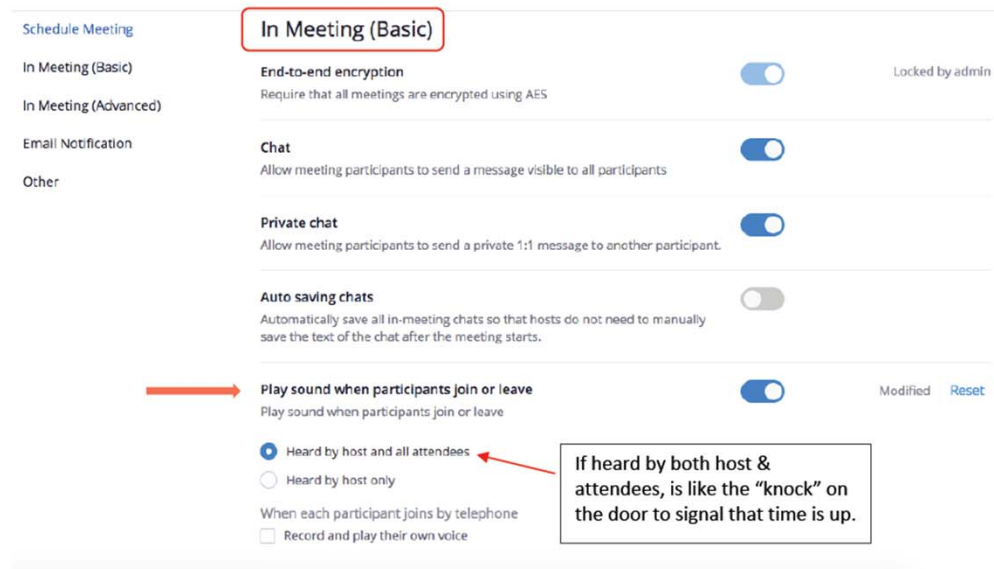 Schedule Meeting
In Meeting (Basic)
In Meeting (Advanced)
Email Notification
Other
In Meeting (Basic)
End-to-end encryption
Locked by admin
Require that all meetings are encrypted using AES
Chat
Allow meeting participants to send a message visible to all participants
Private chat
Allow meeting participants to send a private 1:1 message to another participant.
Auto saving chats
Automatically save all in-meeting chats so that hosts do not need to manually
save the text of the chat after the meeting starts.
Play sound when participants join or leave
Modified Reset
Play sound when participants join or leave
Heard by host and all attendees
Heard by host only
When each participant joins by telephone
Record and play their own voice
If heard by both host &
attendees, is like the “knock” on
the door to signal that time is up.